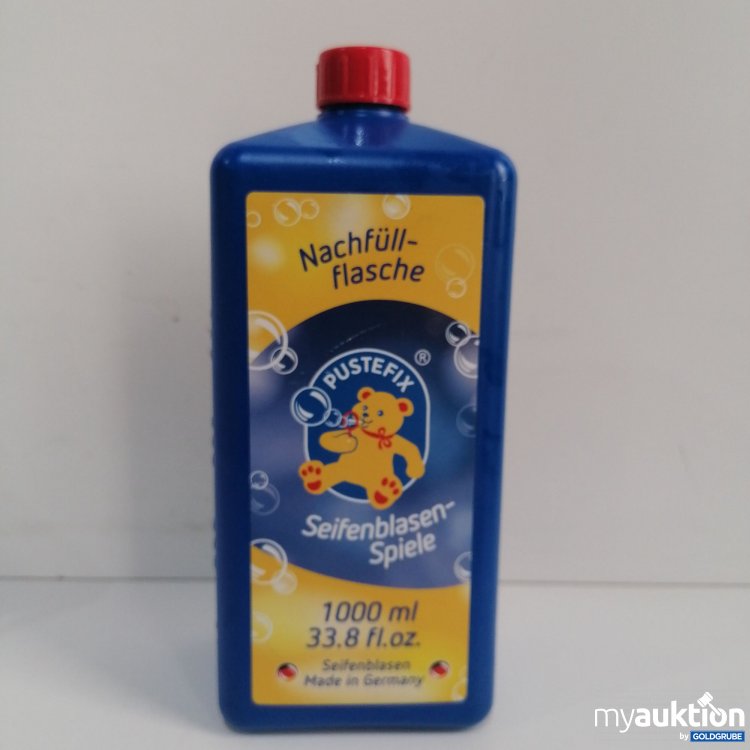 Nachfüll-
flasche
PUSTEFIX ®
Seifenblasen-
Spiele
1000 ml
33.8 fl.oz.
Seifenblasen
Made in Germany
myauktion
by GOLDGRUBE